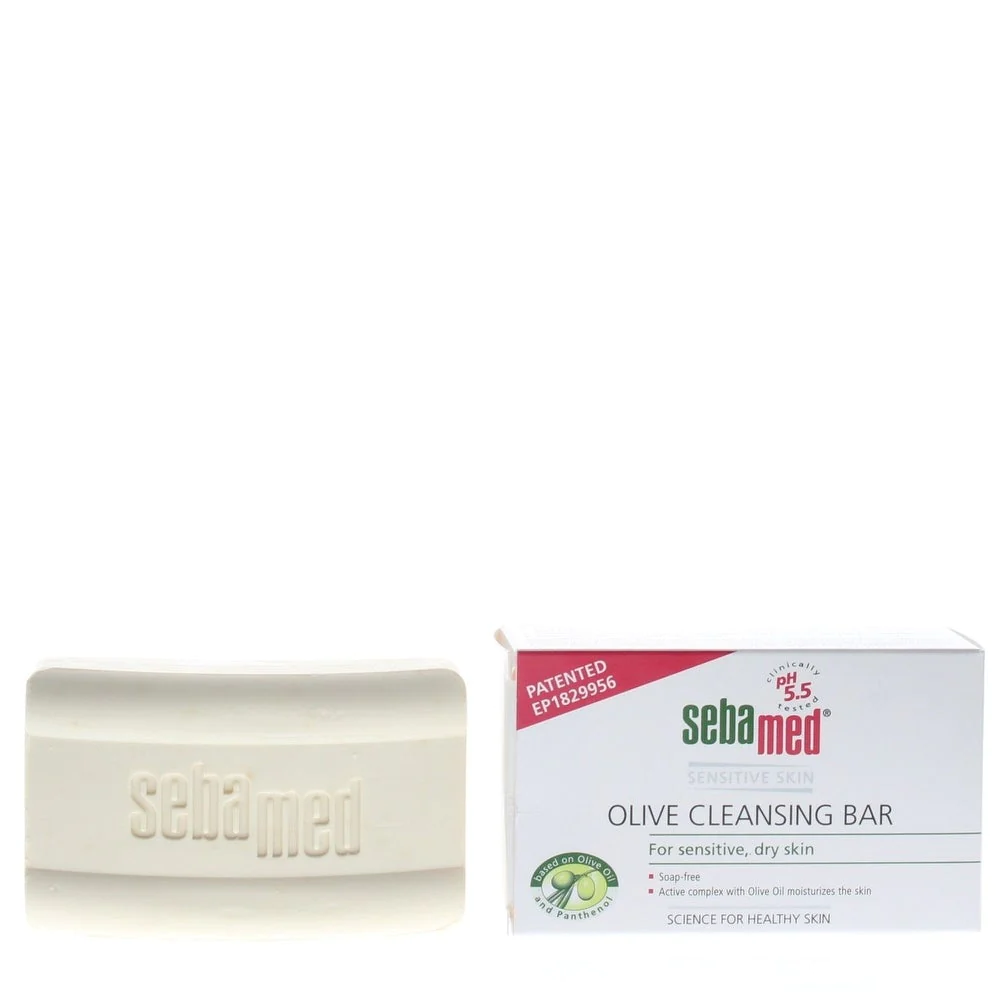 sebamed
PATENTED
EP1829956
clinically
pH
5.5
tested
sebamed®
SENSITIVE SKIN
OLIVE CLEANSING BAR
For sensitive, dry skin
based on Olive Oil
and Panthenol
▪ Soap-free
▪ Active complex with Olive Oil moisturizes the skin
SCIENCE FOR HEALTHY SKIN